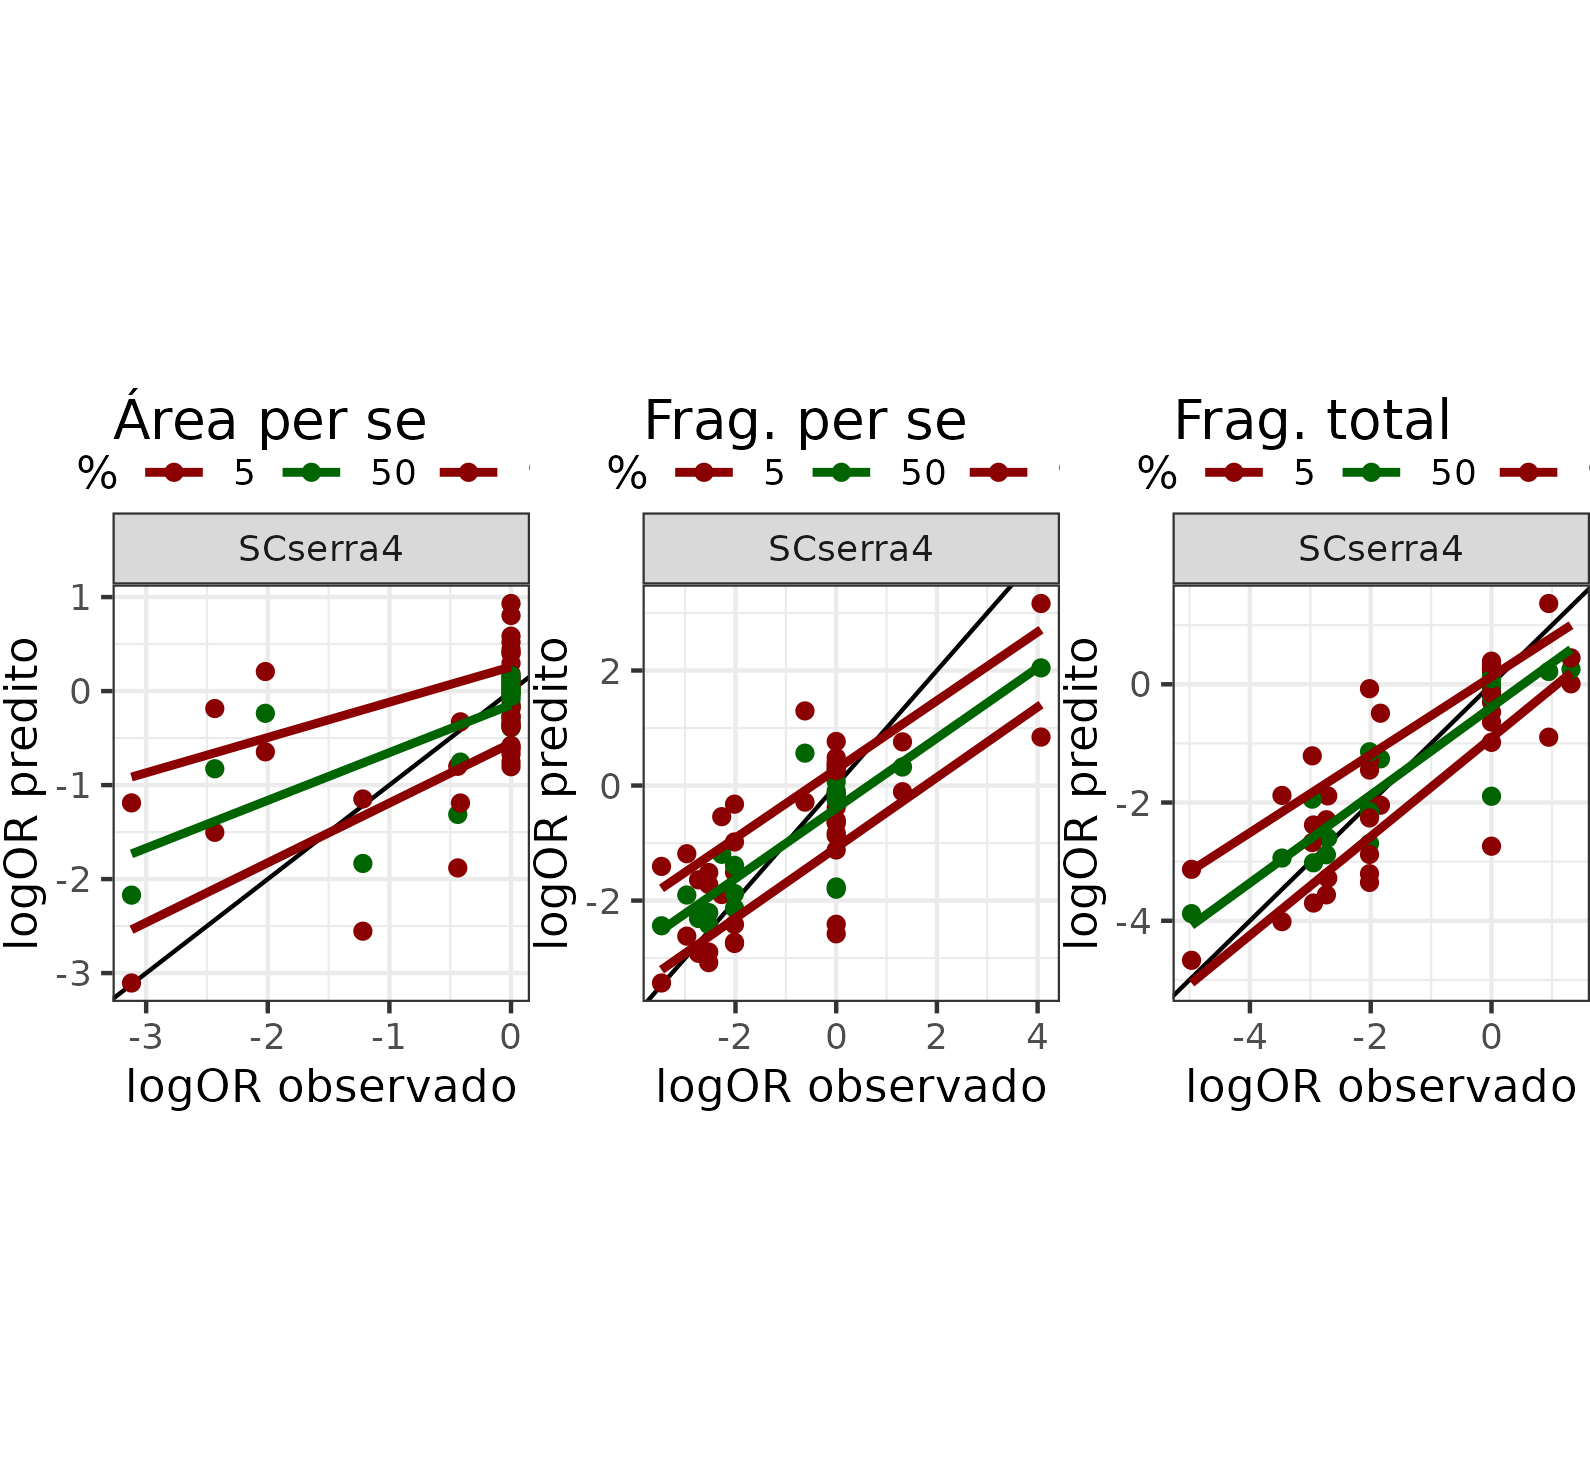 Área per se
% 5 50
SCserra4
1
0
-1
-2
-3
-3 -2 -1 0
logOR predito
logOR observado
Frag. per se
% 5 50
SCserra4
2
0
-2
-2 0 2 4
logOR predito
logOR observado
Frag. total
% 5 50
SCserra4
0
-2
-4
-4 -2 0
logOR predito
logOR observado